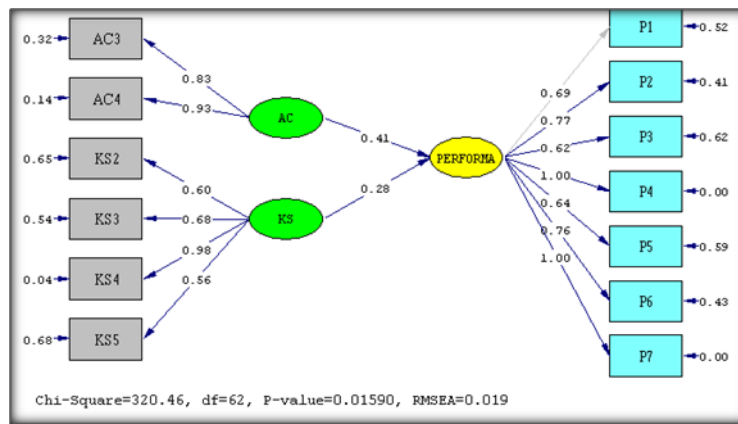 P1
0.52
0.32 AC3
0.83
0.69
P2
0.41
0.14 AC4
0.93
AC
0.41
0.77
P3
0.62
0.65 KS2
0.60
PERFORMA
0.62
1.00
P4
0.00
0.54 KS3
0.68
KS
0.28
0.64
P5
0.59
0.98
0.76
0.04 KS4
0.56
1.00
P6
0.43
0.68 KS5
P7
0.00
Chi-Square=320.46, df=62, P-value=0.01590, RMSEA=0.019